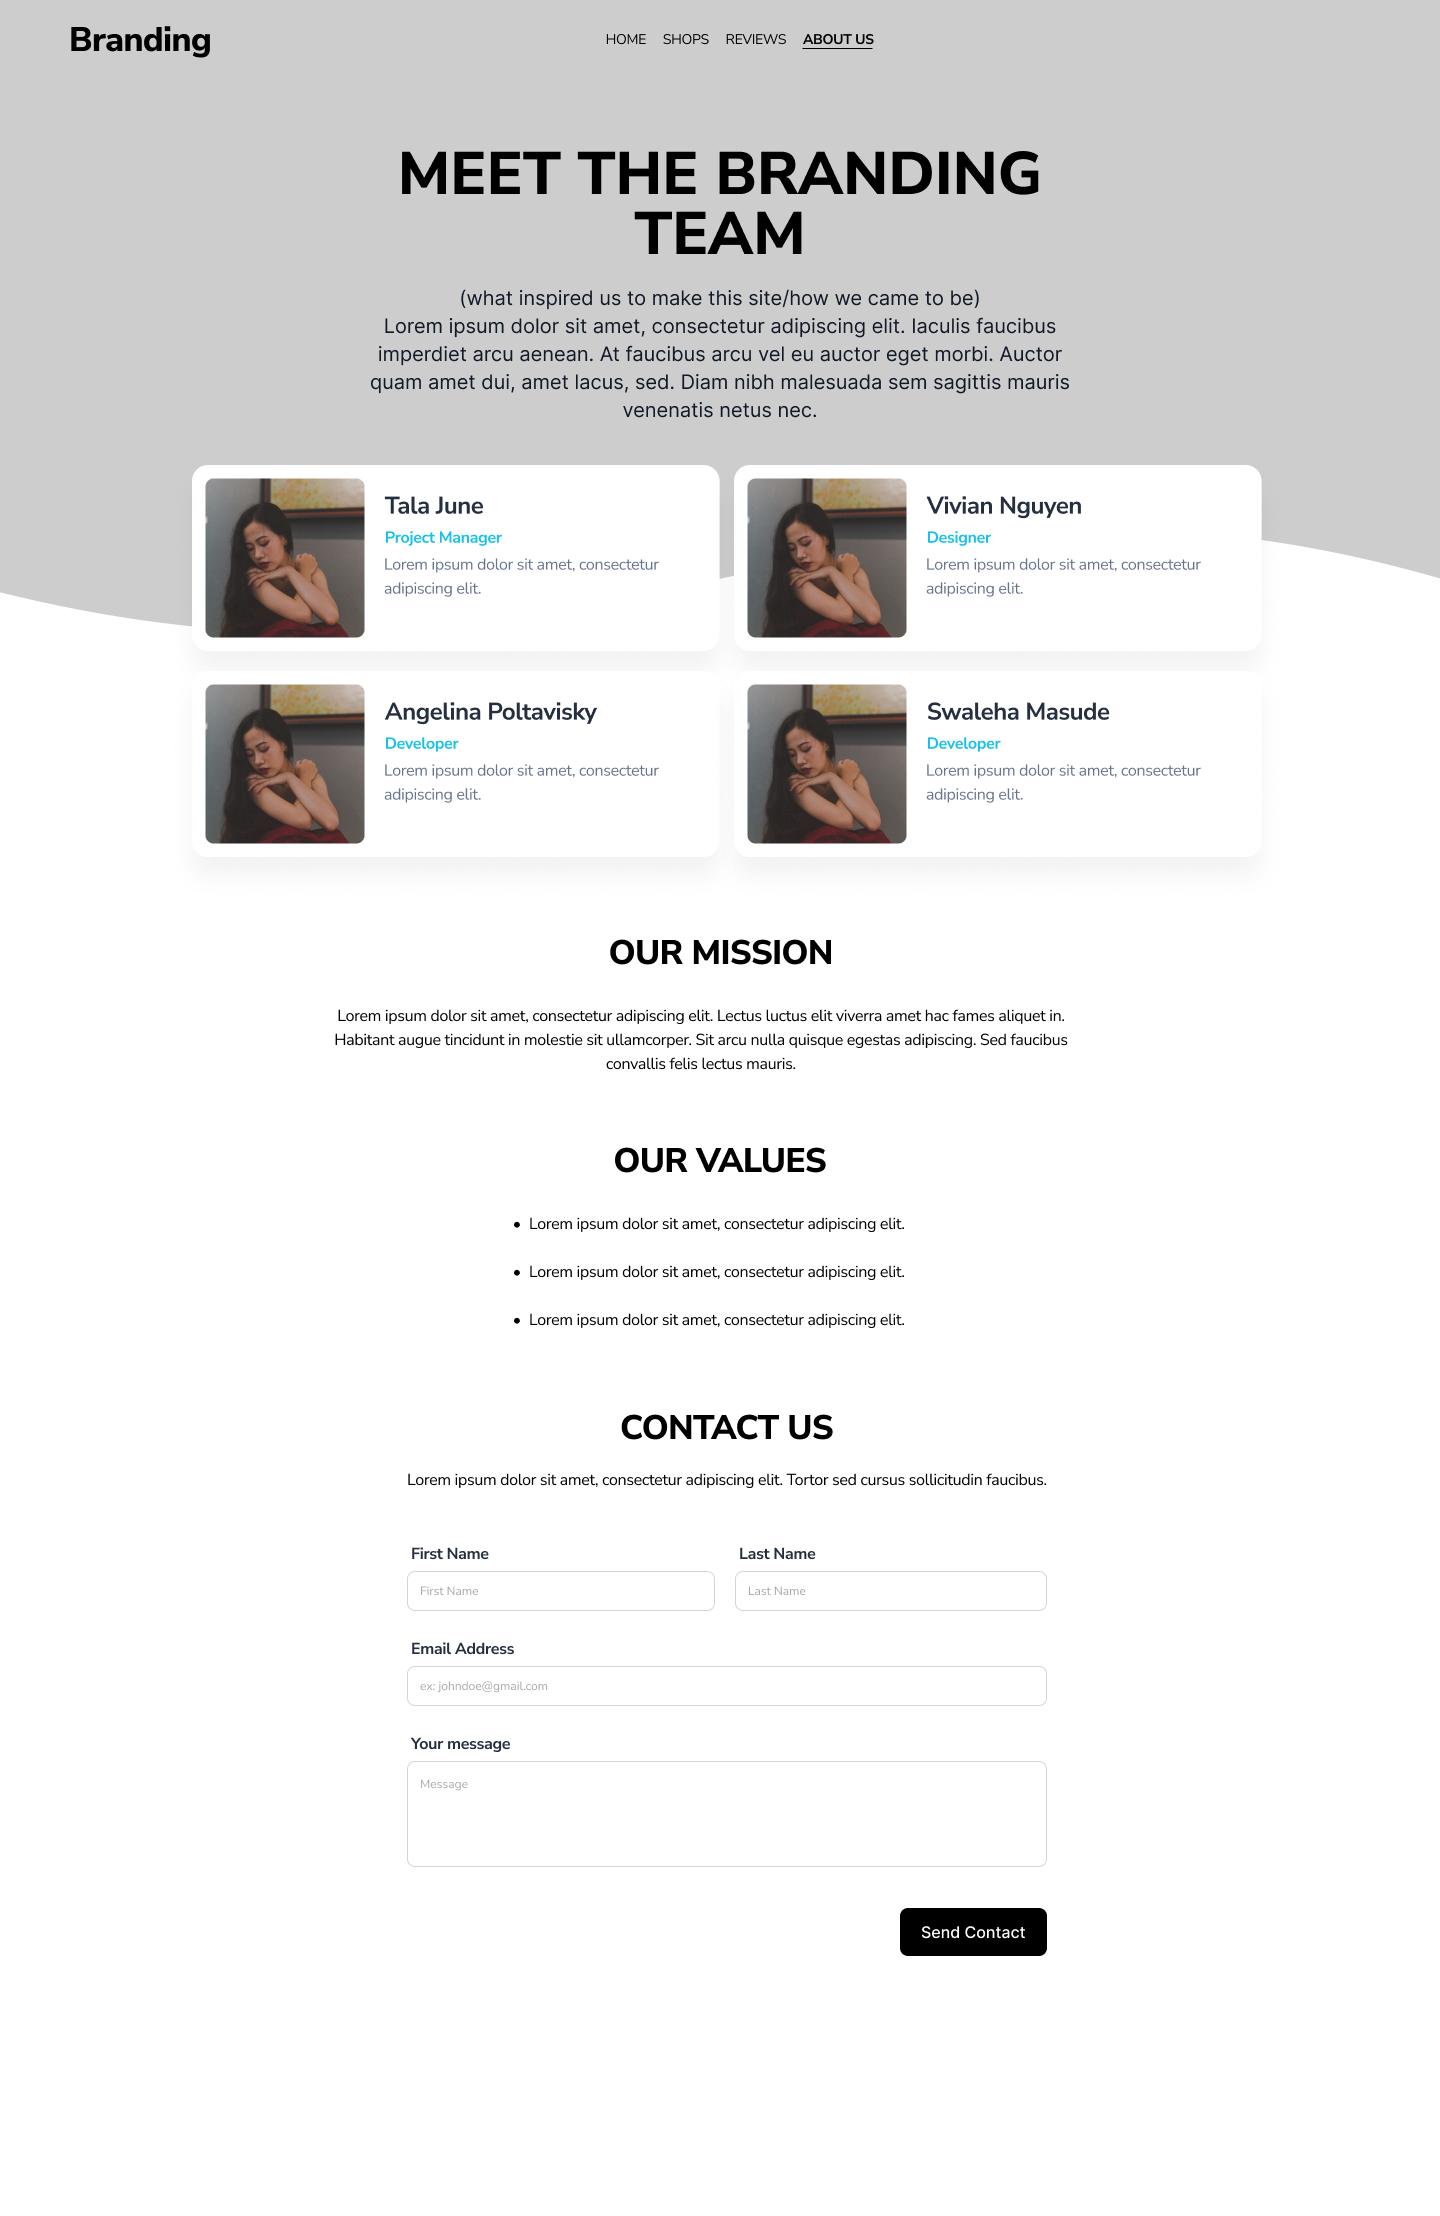 Branding
HOME SHOPS REVIEWS ABOUT US
MEET THE BRANDING
TEAM
(what inspired us to make this site/how we came to be)
Lorem ipsum dolor sit amet, consectetur adipiscing elit. Iaculis faucibus
imperdiet arcu aenean. At faucibus arcu vel eu auctor eget morbi. Auctor
quam amet dui, amet lacus, sed. Diam nibh malesuada sem sagittis mauris
venenatis netus nec.
Tala June
Project Manager
Lorem ipsum dolor sit amet, consectetur
adipiscing elit.
Vivian Nguyen
Designer
Lorem ipsum dolor sit amet, consectetur
adipiscing elit.
Angelina Poltavisky
Developer
Lorem ipsum dolor sit amet, consectetur
adipiscing elit.
Swaleha Masude
Developer
Lorem ipsum dolor sit amet, consectetur
adipiscing elit.
OUR MISSION
Lorem ipsum dolor sit amet, consectetur adipiscing elit. Lectus luctus elit viverra amet hac fames aliquet in.
Habitant augue tincidunt in molestie sit ullamcorper. Sit arcu nulla quisque egestas adipiscing. Sed faucibus
convallis felis lectus mauris.
OUR VALUES
• Lorem ipsum dolor sit amet, consectetur adipiscing elit.
• Lorem ipsum dolor sit amet, consectetur adipiscing elit.
• Lorem ipsum dolor sit amet, consectetur adipiscing elit.
CONTACT US
Lorem ipsum dolor sit amet, consectetur adipiscing elit. Tortor sed cursus sollicitudin faucibus.
First Name
First Name
Last Name
Last Name
Email Address
ex: johndoe@gmail.com
Your message
Message
Send Contact